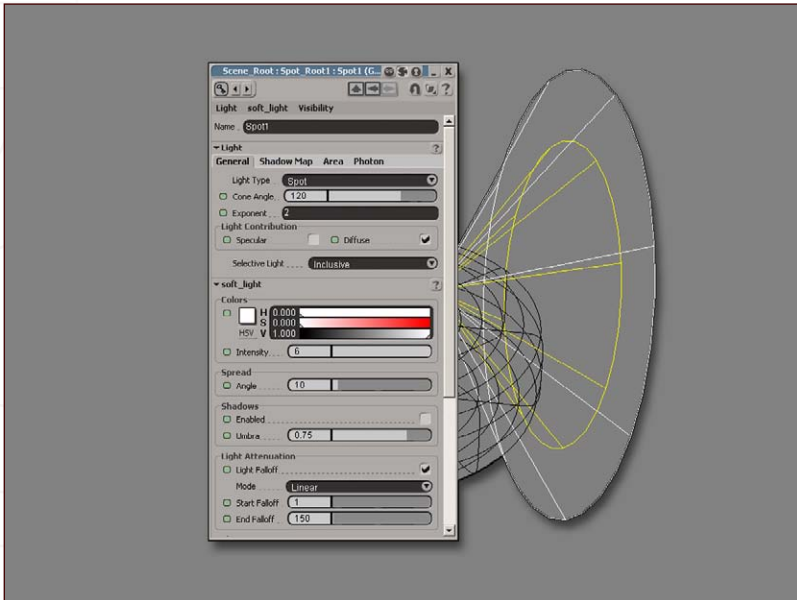 Scene_Root : Spot_Root1 : Spot1 (G...
Light soft_light Visibility
Name Spot1
Light ?
General Shadow Map Area Photon
Light Type Spot
Cone Angle 120
Exponent 2
Light Contribution
Specular Diffuse
Selective Light Inclusive
soft_light ?
Colors
H 0.000
S 0.000
HSV V 1.000
Intensity 6
Spread
Angle 10
Shadows
Enabled
Umbra 0.75
Light Attenuation
Light Falloff
Mode Linear
Start Falloff 1
End Falloff 150